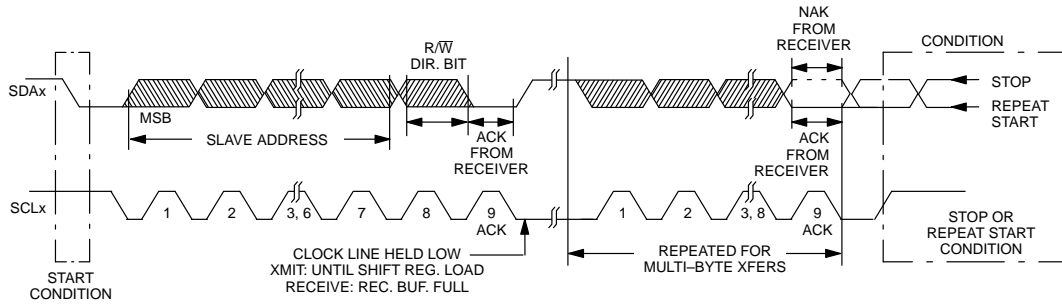 R/W
DIR. BIT
NAK
FROM
RECEIVER
CONDITION
SDAx
STOP
REPEAT
START
MSB
SLAVE ADDRESS
ACK
FROM
RECEIVER
ACK
FROM
RECEIVER
SCLx
1
2
3, 6
7
8
9
ACK
1
2
3, 8
9
ACK
START
CONDITION
CLOCK LINE HELD LOW
XMIT: UNTIL SHIFT REG. LOAD
RECEIVE: REC. BUF. FULL
REPEATED FOR
MULTI–BYTE XFERS
STOP OR
REPEAT START
CONDITION